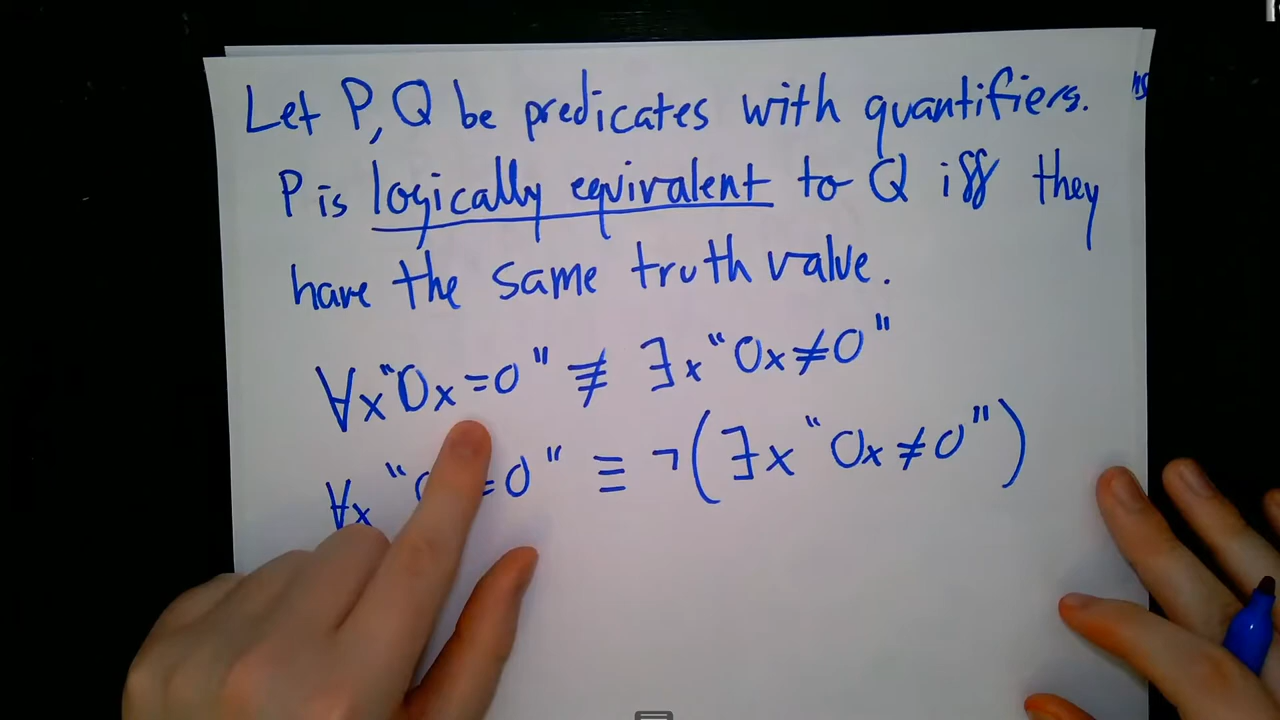 Let P, Q be predicates with quantifiers.
P is logically equivalent to Q iff they
have the same truth value.
∀x "0x=0" ≢ ∃x "0x≠0"
∀x "0 =0" ≡ ¬(∃x "0x≠0")